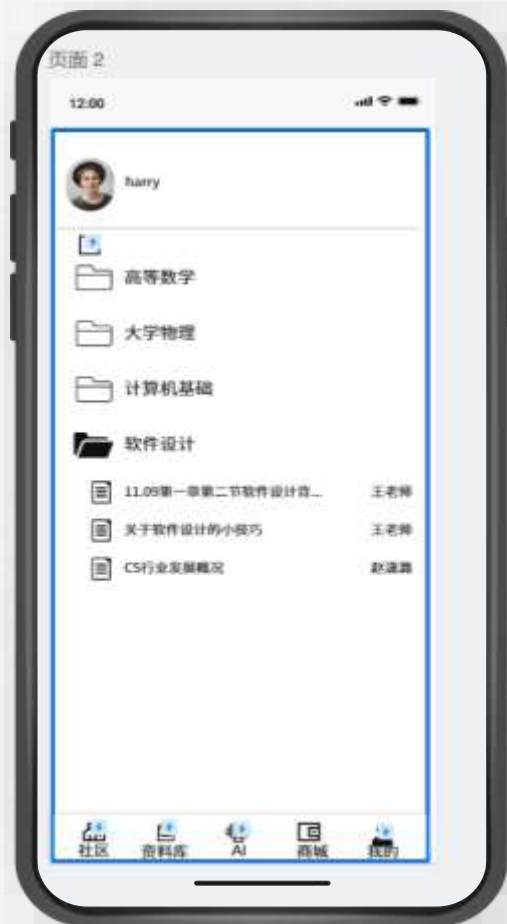 页面 2
12:00
harry
高等数学
大学物理
计算机基础
软件设计
11.09第一章第二节软件设计背... 王老师
关于软件设计的小技巧 王老师
CS行业发展概况
社区 资料库 AI 商城 我的